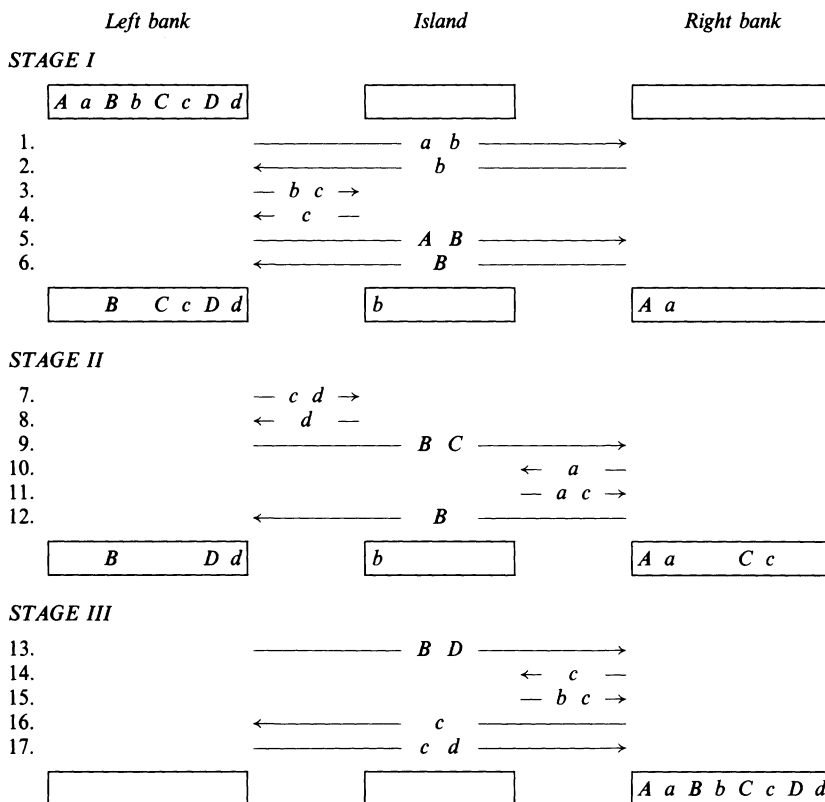 Left bank Island Right bank
STAGE I
A a B b C c D d
1. a b
2. b
3. b c
4. c
5. A B
6. B
B C c D d b A a
STAGE II
7. c d
8. d
9. B C
10. a
11. a c
12. B
B D d b A a C c
STAGE III
13. B D
14. c
15. b c
16. c
17. c d
A a B b C c D d